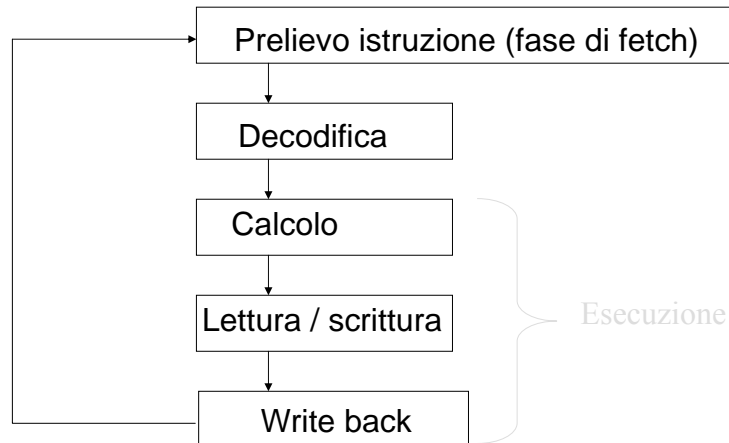 Prelievo istruzione (fase di fetch)
Decodifica
Calcolo
Lettura / scrittura
Esecuzione
Write back